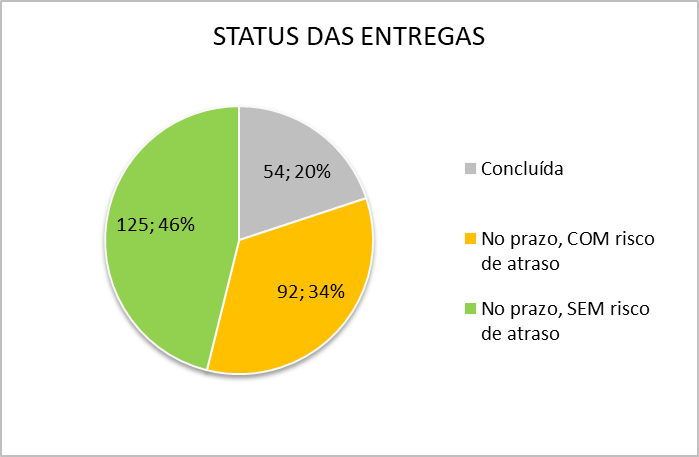 STATUS DAS ENTREGAS
54; 20%
125; 46%
92; 34%
Concluída
No prazo, COM risco
de atraso
No prazo, SEM risco
de atraso